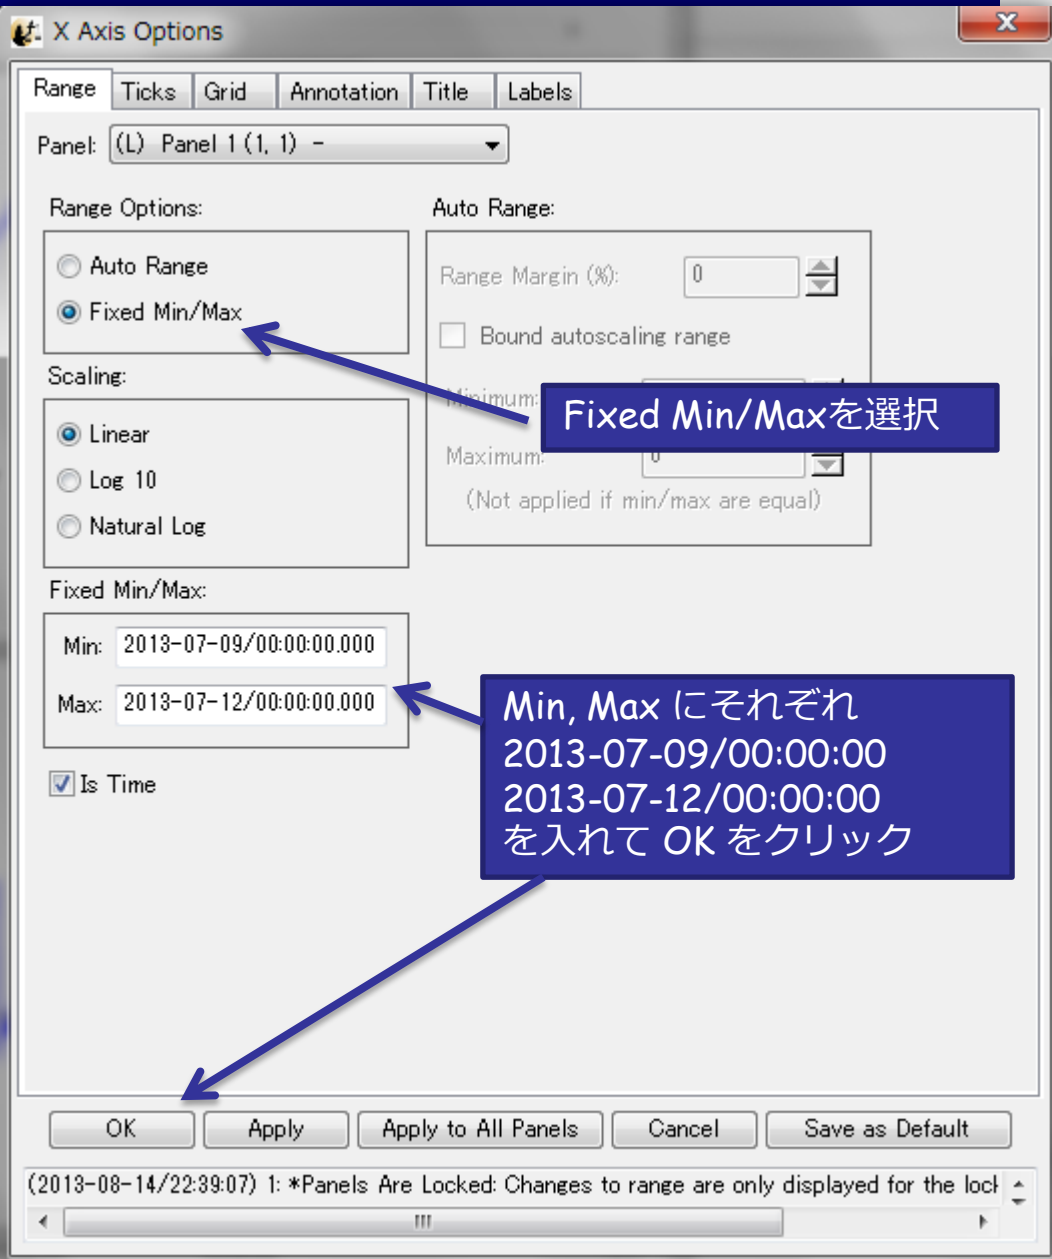 X Axis Options
X
Range Ticks Grid Annotation Title Labels
Panel: (L) Panel 1 (1, 1) -
Range Options:
Auto Range
Fixed Min/Max
Auto Range:
Range Margin (%): 0
Bound autoscaling range
Minimum:
Maximum: 0
(Not applied if min/max are equal)
Fixed Min/Maxを選択
Scaling:
Linear
Log 10
Natural Log
Fixed Min/Max:
Min: 2013-07-09/00:00:00.000
Max: 2013-07-12/00:00:00.000
Min, Max にそれぞれ
2013-07-09/00:00:00
2013-07-12/00:00:00
を入れて OK をクリック
Is Time
OK Apply Apply to All Panels Cancel Save as Default
(2013-08-14/22:39:07) 1: *Panels Are Locked: Changes to range are only displayed for the